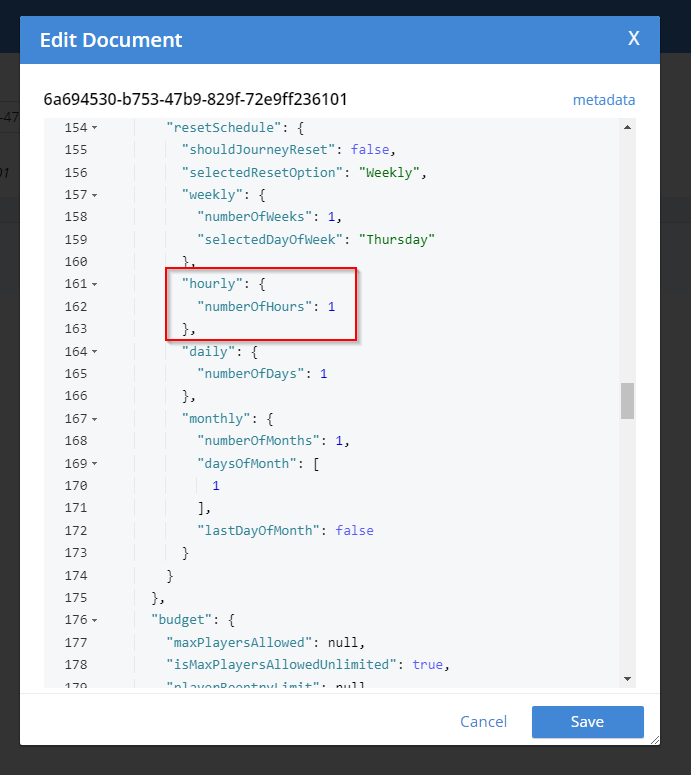 Edit Document X
6a694530-b753-47b9-829f-72e9ff236101 metadata
154 "resetSchedule": {
155 "shouldJourneyReset": false,
156 "selectedResetOption": "Weekly",
157 "weekly": {
158 "numberOfWeeks": 1,
159 "selectedDayOfWeek": "Thursday"
160 },
161 "hourly": {
162 "numberOfHours": 1
163 },
164 "daily": {
165 "numberOfDays": 1
166 },
167 "monthly": {
168 "numberOfMonths": 1,
169 "daysOfMonth": [
170 1
171 ],
172 "lastDayOfMonth": false
173 }
174 }
175 },
176 "budget": {
177 "maxPlayersAllowed": null,
178 "isMaxPlayersAllowedUnlimited": true,
179 "playerReentryLimit": null
Cancel Save